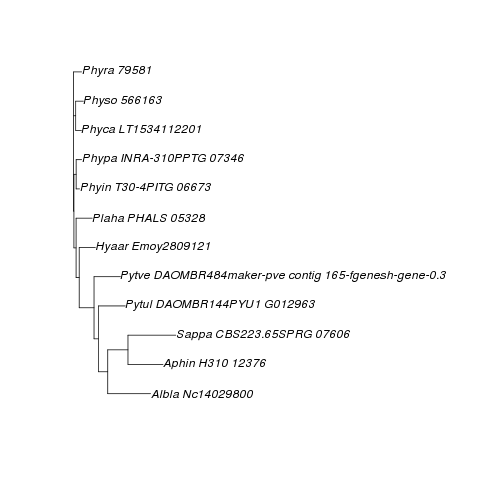 Phyra 79581
Physo 566163
Phyca LT1534112201
Phypa INRA-310PPTG 07346
Phyin T30-4PITG 06673
Plaha PHALS 05328
Hyaar Emoy2809121
Pytve DAOMBR484maker-pve contig 165-fgenesh-gene-0.3
Pytul DAOMBR144PYU1 G012963
Sappa CBS223.65SPRG 07606
Aphin H310 12376
Albla Nc14029800